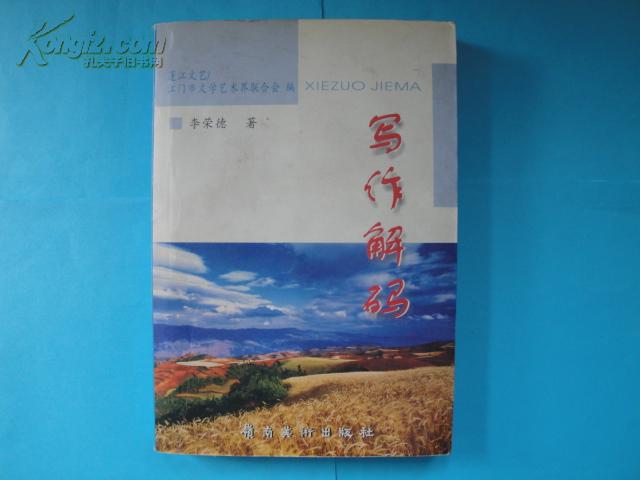 Kongfz.com
孔夫子旧书网
蓬江文艺/
江门市文学艺术界联合会 编
XIEZUO JIEMA
李荣德 著
写作解码
岭南美术出版社